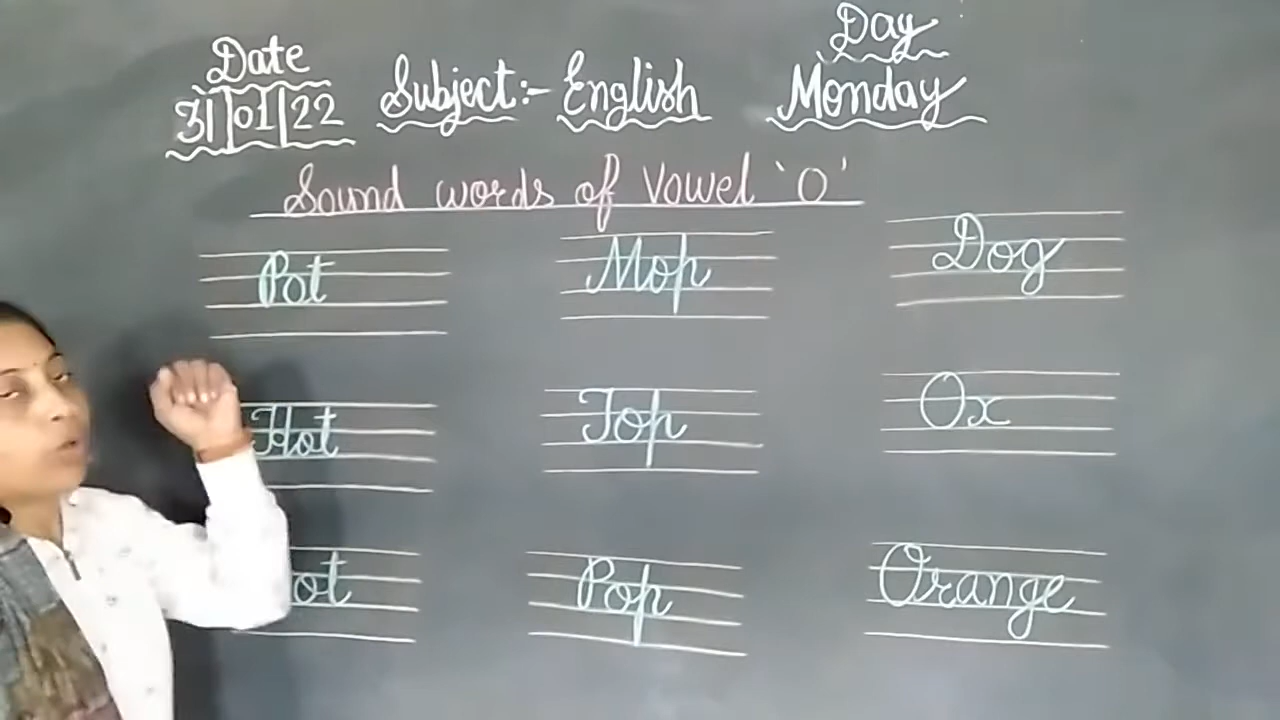 Date
31|01|22
Subject:- English
Day
Monday
Sound words of Vowel 'O'
Pot Mop Dog
Hot Top Ox
Pop Orange